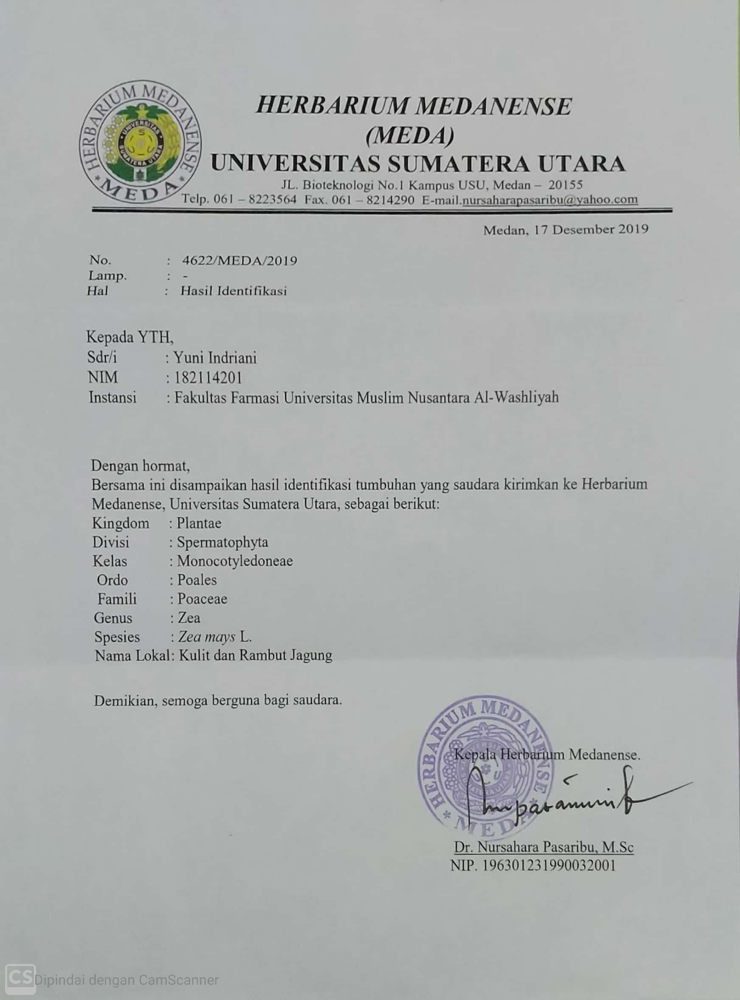 HERBARIUM MEDANENSE
MEDA
UNIVERSITAS
SUMATERA UTARA
HERBARIUM MEDANENSE
(MEDA)
UNIVERSITAS SUMATERA UTARA
JL. Bioteknologi No.1 Kampus USU, Medan – 20155
Telp. 061 – 8223564 Fax. 061 – 8214290 E-mail.nursaharapasaribu@yahoo.com
Medan, 17 Desember 2019
No. : 4622/MEDA/2019
Lamp. : -
Hal : Hasil Identifikasi
Kepada YTH,
Sdr/i : Yuni Indriani
NIM : 182114201
Instansi : Fakultas Farmasi Universitas Muslim Nusantara Al-Washliyah
Dengan hormat,
Bersama ini disampaikan hasil identifikasi tumbuhan yang saudara kirimkan ke Herbarium
Medanense, Universitas Sumatera Utara, sebagai berikut:
Kingdom : Plantae
Divisi : Spermatophyta
Kelas : Monocotyledoneae
Ordo : Poales
Famili : Poaceae
Genus : Zea
Spesies : Zea mays L.
Nama Lokal: Kulit dan Rambut Jagung
Demikian, semoga berguna bagi saudara.
HERBARIUM MEDANENSE
MEDA
Kepala Herbarium Medanense.
Dr. Nursahara Pasaribu, M.Sc
NIP. 196301231990032001
CS Dipindai dengan CamScanner